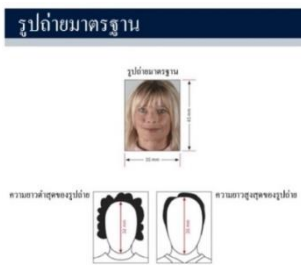 รูปถ่ายมาตรฐาน
รูปถ่ายมาตรฐาน
45 mm
35 mm
ความยาวต่ำสุดของรูปถ่าย
ความยาวสูงสุดของรูปถ่าย